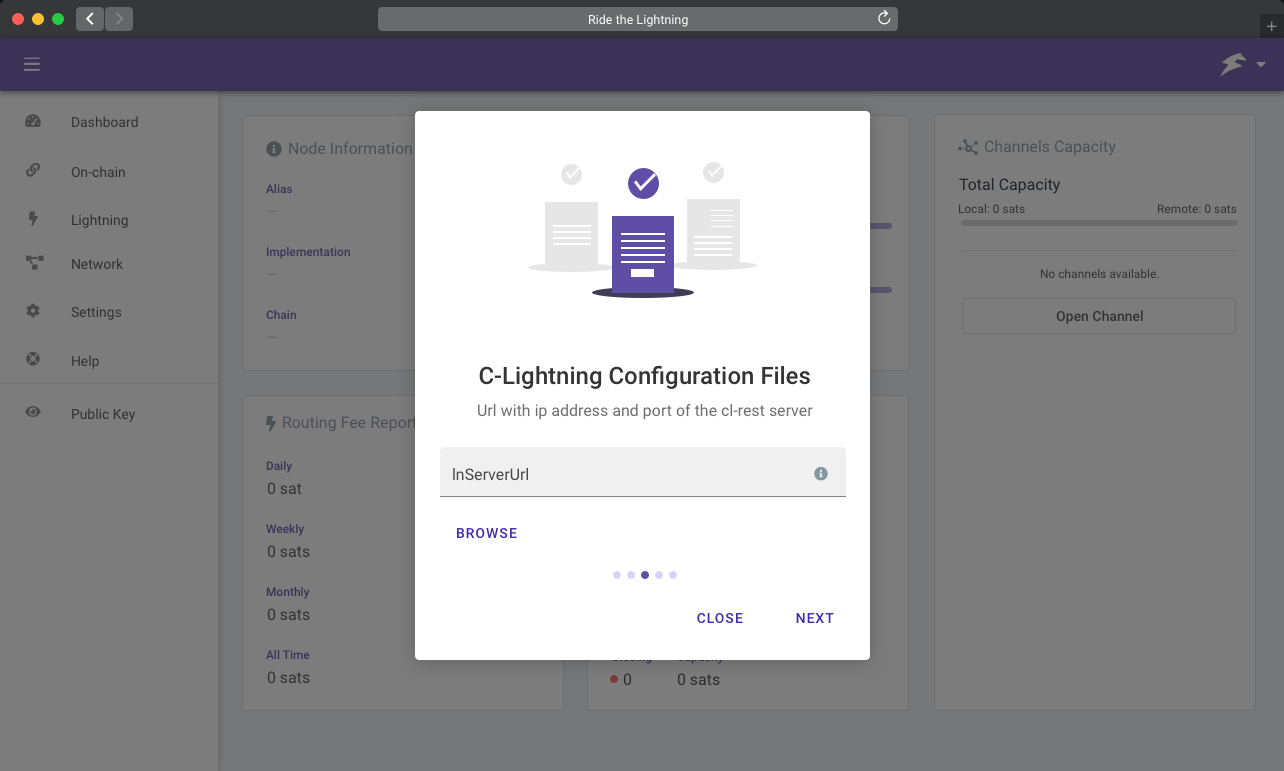 Ride the Lightning
Dashboard
On-chain
Lightning
Network
Settings
Help
Public Key
Node Information
Alias
—
Implementation
—
Chain
—
Channels Capacity
Total Capacity
Local: 0 sats Remote: 0 sats
No channels available.
Open Channel
Routing Fee Report
Daily
0 sat
Weekly
0 sats
Monthly
0 sats
All Time
0 sats
C-Lightning Configuration Files
Url with ip address and port of the cl-rest server
lnServerUrl
BROWSE
CLOSE NEXT
Closing Capacity
0 0 sats